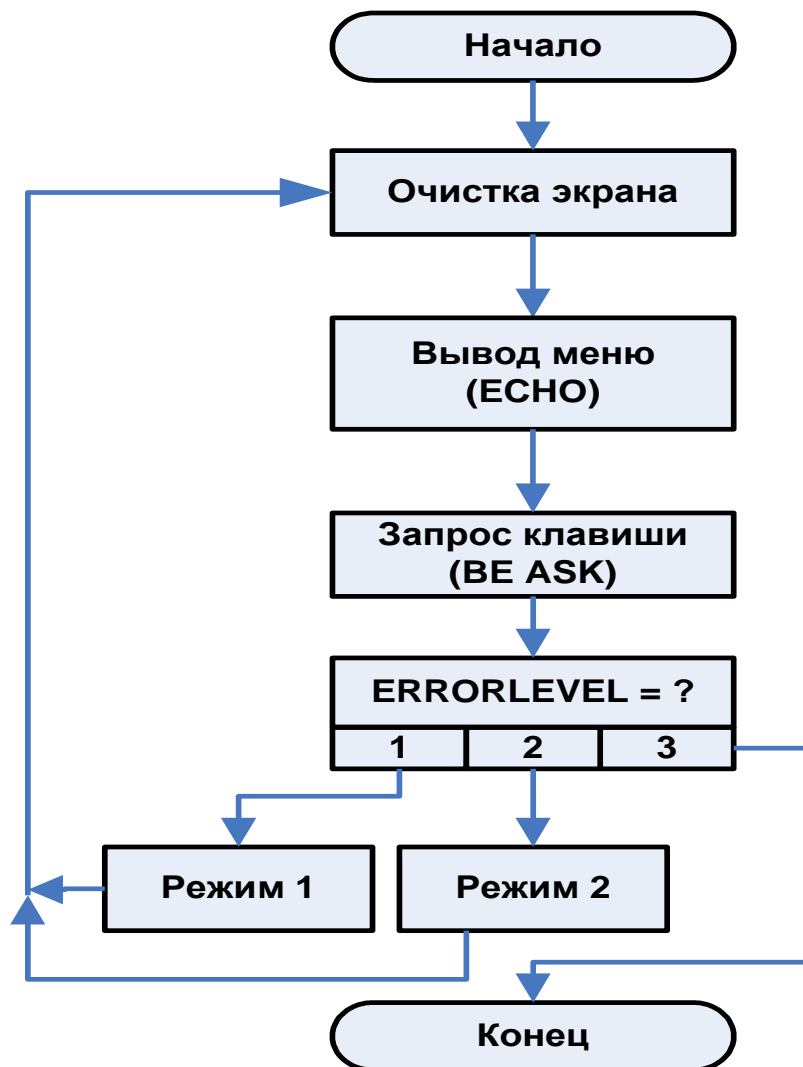 Начало
Очистка экрана
Вывод меню
(ECHO)
Запрос клавиши
(BE ASK)
ERRORLEVEL = ?
1 2 3
Режим 1 Режим 2
Конец